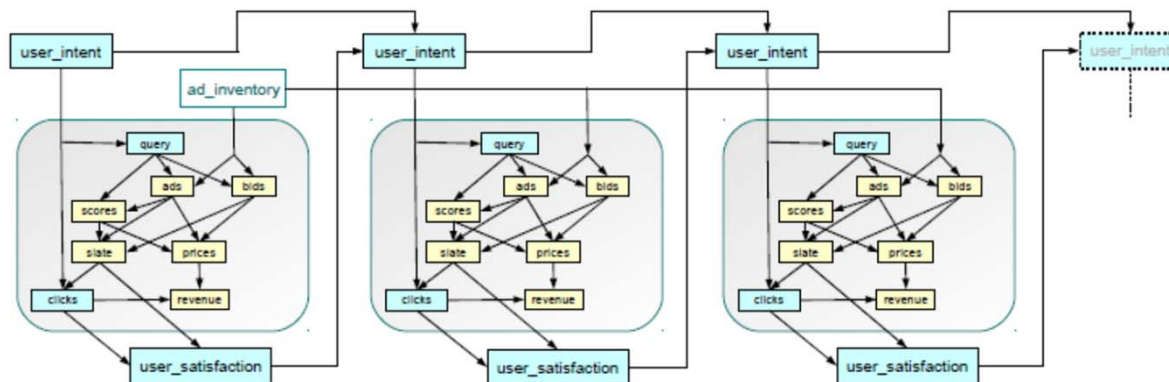 user_intent user_intent user_intent user_intent
ad_inventory
query query query
ads bids ads bids ads bids
scores scores scores
slate prices slate prices slate prices
clicks revenue clicks revenue clicks revenue
user_satisfaction user_satisfaction user_satisfaction